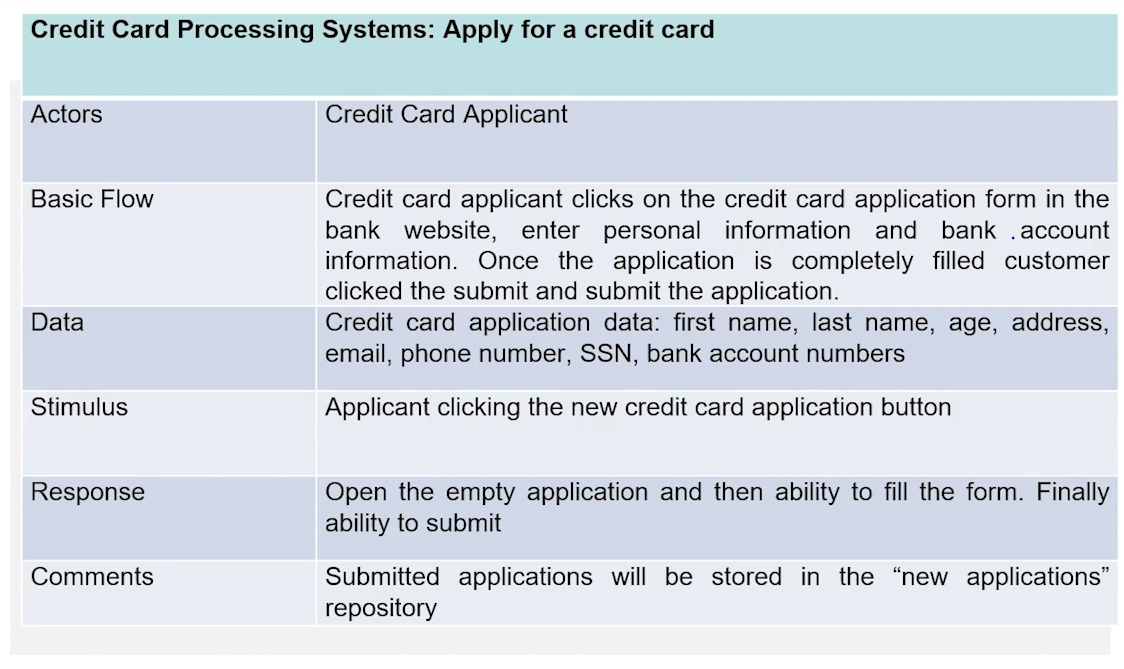 Credit Card Processing Systems: Apply for a credit card
Actors
Credit Card Applicant
Basic Flow
Credit card applicant clicks on the credit card application form in the
bank website, enter personal information and bank .account
information. Once the application is completely filled customer
clicked the submit and submit the application.
Data
Credit card application data: first name, last name, age, address,
email, phone number, SSN, bank account numbers
Stimulus
Applicant clicking the new credit card application button
Response
Open the empty application and then ability to fill the form. Finally
ability to submit
Comments
Submitted applications will be stored in the “new applications”
repository